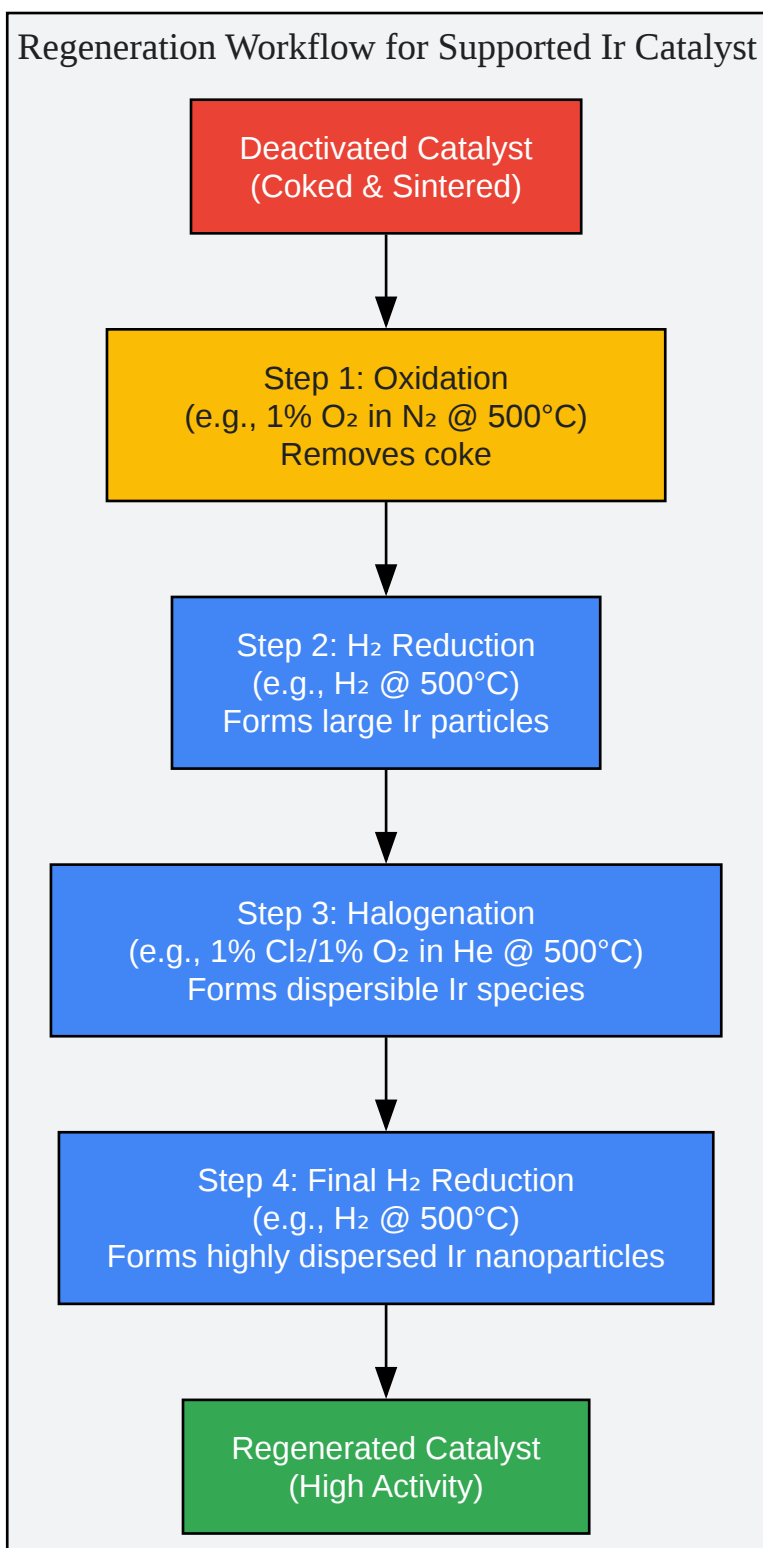 Regeneration Workflow for Supported Ir Catalyst
Deactivated Catalyst
(Coked & Sintered)
Step 1: Oxidation
(e.g., 1% O₂ in N₂ @ 500°C)
Removes coke
Step 2: H₂ Reduction
(e.g., H₂ @ 500°C)
Forms large Ir particles
Step 3: Halogenation
(e.g., 1% Cl₂/1% O₂ in He @ 500°C)
Forms dispersible Ir species
Step 4: Final H₂ Reduction
(e.g., H₂ @ 500°C)
Forms highly dispersed Ir nanoparticles
Regenerated Catalyst
(High Activity)